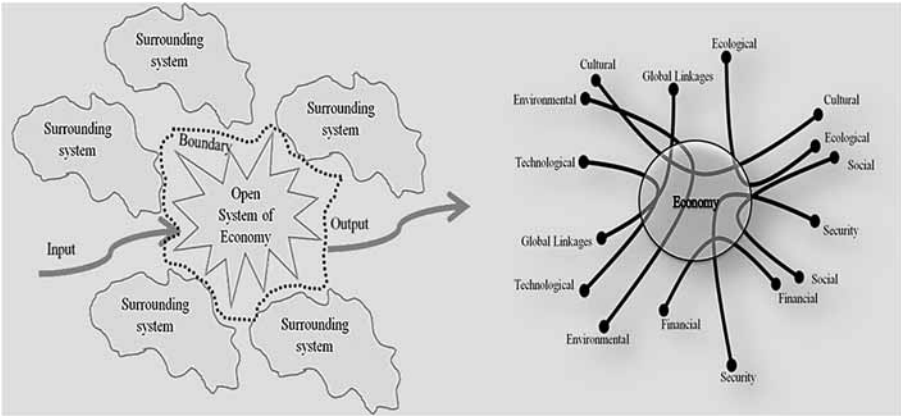 Surrounding
system
Surrounding
system
Surrounding
system
Boundary
Open
System of
Economy
Input
Output
Surrounding
system
Surrounding
system
Ecological
Cultural
Global Linkages
Environmental
Cultural
Ecological
Social
Technological
Economy
Security
Global Linkages
Technological
Social
Financial
Financial
Environmental
Security